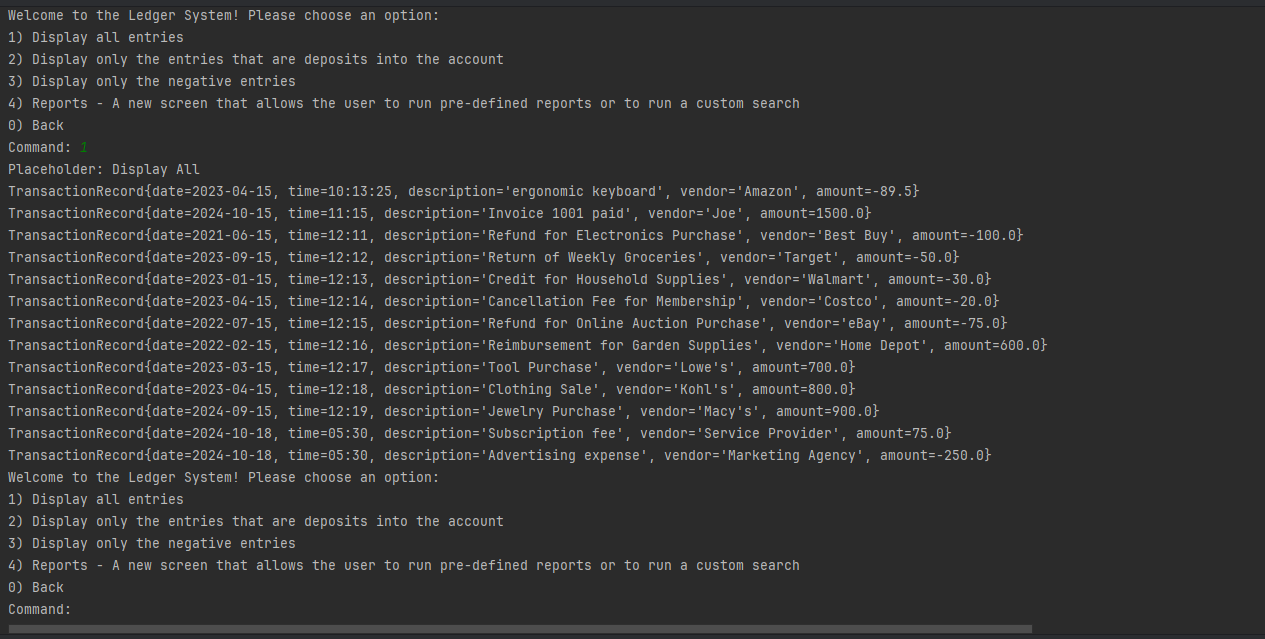 Welcome to the Ledger System! Please choose an option:
1) Display all entries
2) Display only the entries that are deposits into the account
3) Display only the negative entries
4) Reports - A new screen that allows the user to run pre-defined reports or to run a custom search
0) Back
Command: 1
Placeholder: Display All
TransactionRecord{date=2023-04-15, time=10:13:25, description='ergonomic keyboard', vendor='Amazon', amount=-89.5}
TransactionRecord{date=2024-10-15, time=11:15, description='Invoice 1001 paid', vendor='Joe', amount=1500.0}
TransactionRecord{date=2021-06-15, time=12:11, description='Refund for Electronics Purchase', vendor='Best Buy', amount=-100.0}
TransactionRecord{date=2023-09-15, time=12:12, description='Return of Weekly Groceries', vendor='Target', amount=-50.0}
TransactionRecord{date=2023-01-15, time=12:13, description='Credit for Household Supplies', vendor='Walmart', amount=-30.0}
TransactionRecord{date=2023-04-15, time=12:14, description='Cancellation Fee for Membership', vendor='Costco', amount=-20.0}
TransactionRecord{date=2022-07-15, time=12:15, description='Refund for Online Auction Purchase', vendor='eBay', amount=-75.0}
TransactionRecord{date=2022-02-15, time=12:16, description='Reimbursement for Garden Supplies', vendor='Home Depot', amount=600.0}
TransactionRecord{date=2023-03-15, time=12:17, description='Tool Purchase', vendor='Lowe's', amount=700.0}
TransactionRecord{date=2023-04-15, time=12:18, description='Clothing Sale', vendor='Kohl's', amount=800.0}
TransactionRecord{date=2024-09-15, time=12:19, description='Jewelry Purchase', vendor='Macy's', amount=900.0}
TransactionRecord{date=2024-10-18, time=05:30, description='Subscription fee', vendor='Service Provider', amount=75.0}
TransactionRecord{date=2024-10-18, time=05:30, description='Advertising expense', vendor='Marketing Agency', amount=-250.0}
Welcome to the Ledger System! Please choose an option:
1) Display all entries
2) Display only the entries that are deposits into the account
3) Display only the negative entries
4) Reports - A new screen that allows the user to run pre-defined reports or to run a custom search
0) Back
Command: